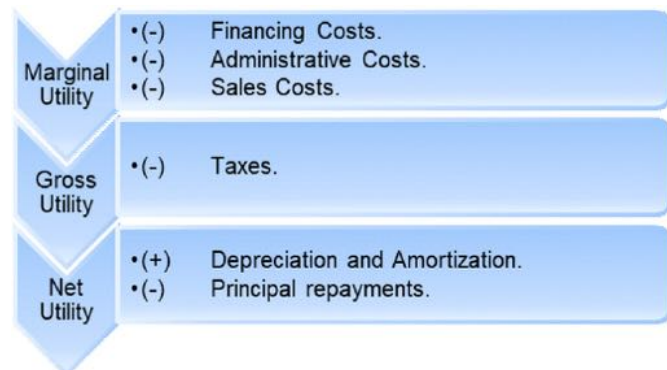 Marginal
Utility
•(-) Financing Costs.
•(-) Administrative Costs.
•(-) Sales Costs.
Gross
Utility
•(-) Taxes.
Net
Utility
•(+) Depreciation and Amortization.
•(-) Principal repayments.